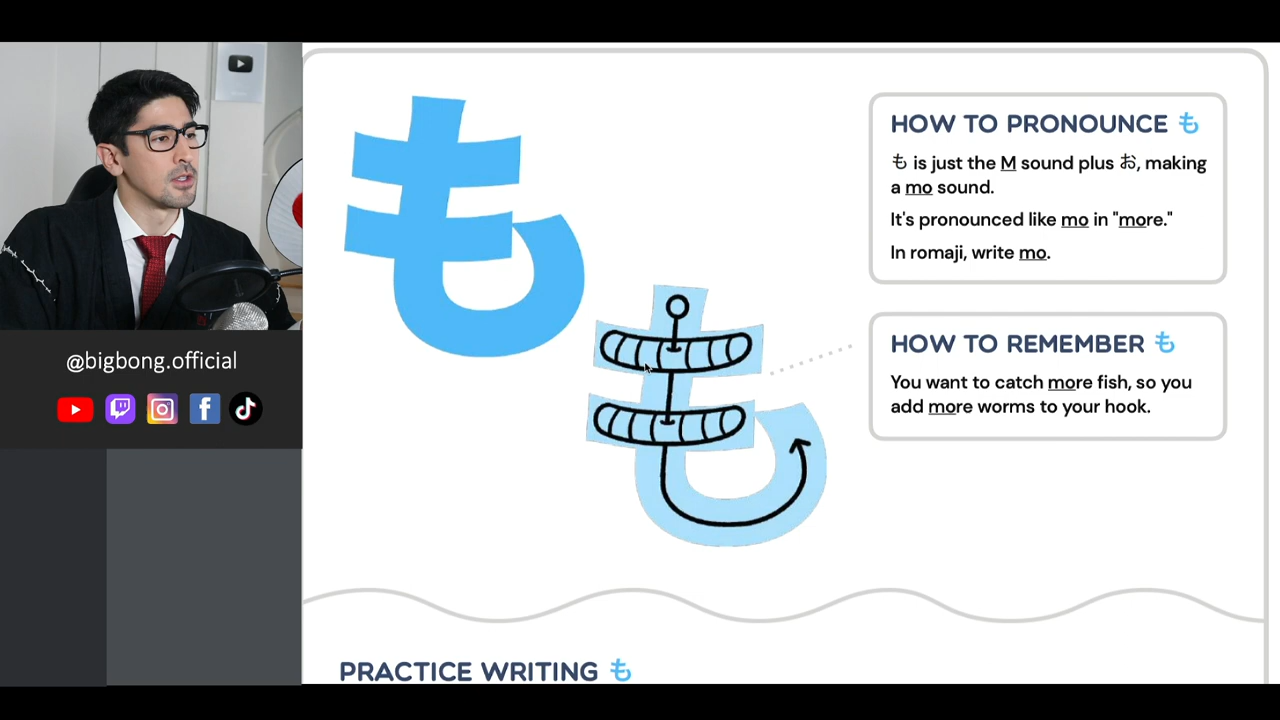 @bigbong.official
も
HOW TO PRONOUNCE も
も is just the M sound plus お, making
a mo sound.
It's pronounced like mo in "more."
In romaji, write mo.
も
HOW TO REMEMBER も
You want to catch more fish, so you
add more worms to your hook.
PRACTICE WRITING も